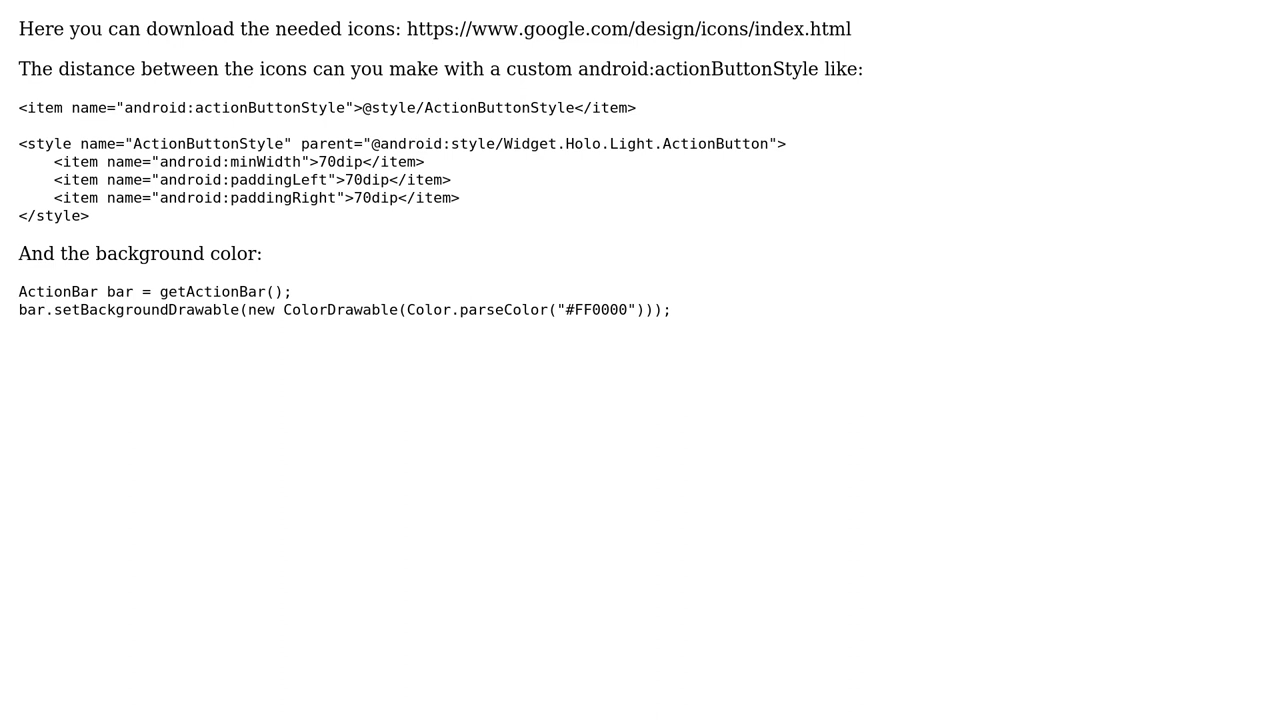 Here you can download the needed icons: https://www.google.com/design/icons/index.html
The distance between the icons can you make with a custom android:actionButtonStyle like:
<item name="android:actionButtonStyle">@style/ActionButtonStyle</item>
<style name="ActionButtonStyle" parent="@android:style/Widget.Holo.Light.ActionButton">
    <item name="android:minWidth">70dip</item>
    <item name="android:paddingLeft">70dip</item>
    <item name="android:paddingRight">70dip</item>
</style>
And the background color:
ActionBar bar = getActionBar();
bar.setBackgroundDrawable(new ColorDrawable(Color.parseColor("#FF0000")));